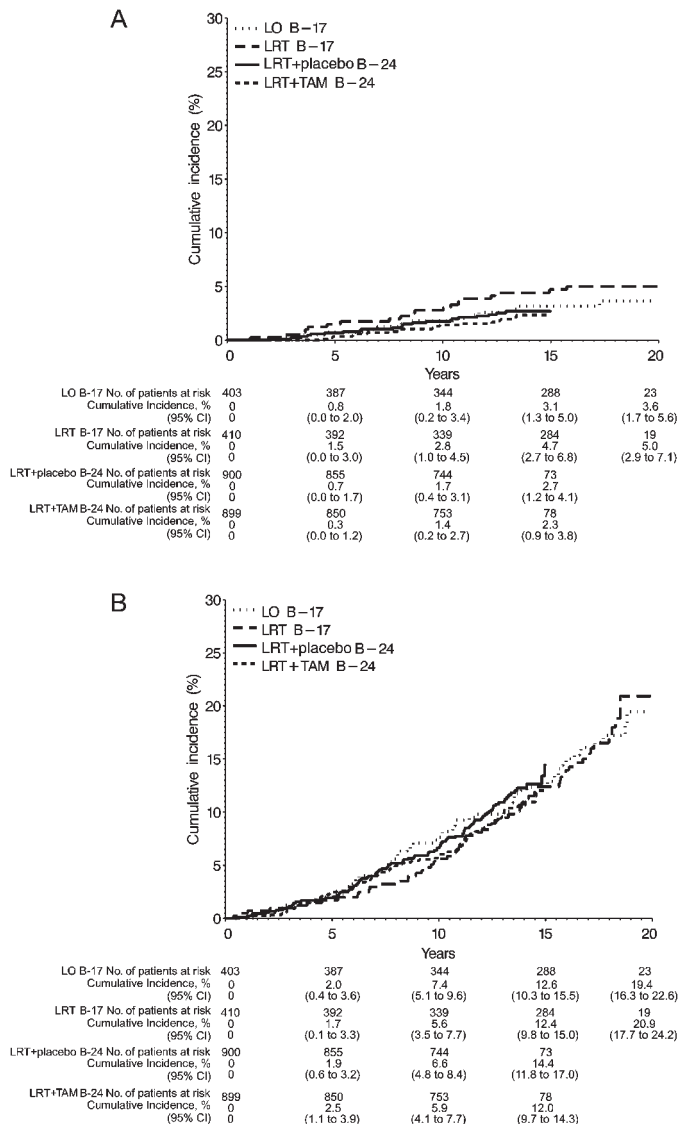 A
30
25
20
15
10
5
0
Cumulative incidence (%)
LO B–17
LRT B–17
LRT+placebo B–24
LRT+TAM B–24
0 5 10 15 20
Years
LO B-17 No. of patients at risk 403 387 344 288 23
Cumulative Incidence, % 0 0.8 1.8 3.1 3.6
(95% CI) 0 (0.0 to 2.0) (0.2 to 3.4) (1.3 to 5.0) (1.7 to 5.6)
LRT B-17 No. of patients at risk 410 392 339 284 19
Cumulative Incidence, % 0 1.5 2.8 4.7 5.0
(95% CI) 0 (0.0 to 3.0) (1.0 to 4.5) (2.7 to 6.8) (2.9 to 7.1)
LRT+placebo B-24 No. of patients at risk 900 855 744 73
Cumulative Incidence, % 0 0.7 1.7 2.7
(95% CI) 0 (0.0 to 1.7) (0.4 to 3.1) (1.2 to 4.1)
LRT+TAM B-24 No. of patients at risk 899 850 753 78
Cumulative Incidence, % 0 0.3 1.4 2.3
(95% CI) 0 (0.0 to 1.2) (0.2 to 2.7) (0.9 to 3.8)
B
30
25
20
15
10
5
0
Cumulative incidence (%)
LO B–17
LRT B–17
LRT+placebo B–24
LRT+TAM B–24
0 5 10 15 20
Years
LO B-17 No. of patients at risk 403 387 344 288 23
Cumulative Incidence, % 0 2.0 7.4 12.6 19.4
(95% CI) 0 (0.4 to 3.6) (5.1 to 9.6) (10.3 to 15.5) (16.3 to 22.6)
LRT B-17 No. of patients at risk 410 392 339 284 19
Cumulative Incidence, % 0 1.7 5.6 12.4 20.9
(95% CI) 0 (0.1 to 3.3) (3.5 to 7.7) (9.8 to 15.0) (17.7 to 24.2)
LRT+placebo B-24 No. of patients at risk 900 855 744 73
Cumulative Incidence, % 0 1.9 6.6 14.4
(95% CI) 0 (0.6 to 3.2) (4.8 to 8.4) (11.8 to 17.0)
LRT+TAM B-24 No. of patients at risk 899 850 753 78
Cumulative Incidence, % 0 2.5 5.9 12.0
(95% CI) 0 (1.1 to 3.9) (4.1 to 7.7) (9.7 to 14.3)